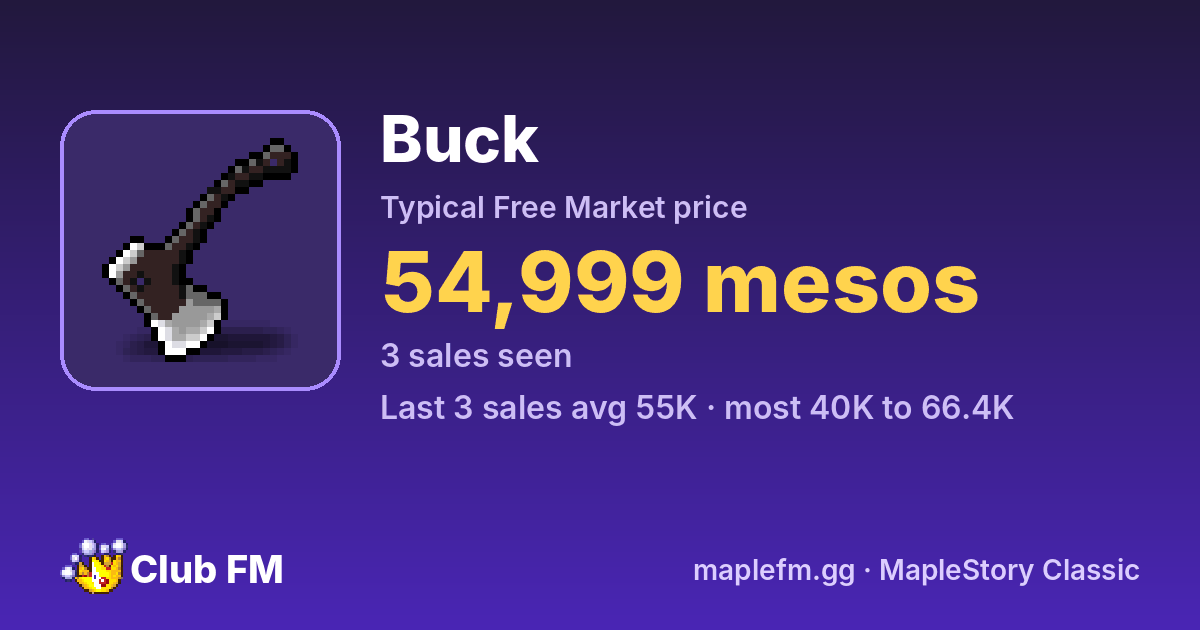 Buck
Typical Free Market price
54,999 mesos
3 sales seen
Last 3 sales avg 55K · most 40K to 66.4K
Club FM
maplefm.gg · MapleStory Classic